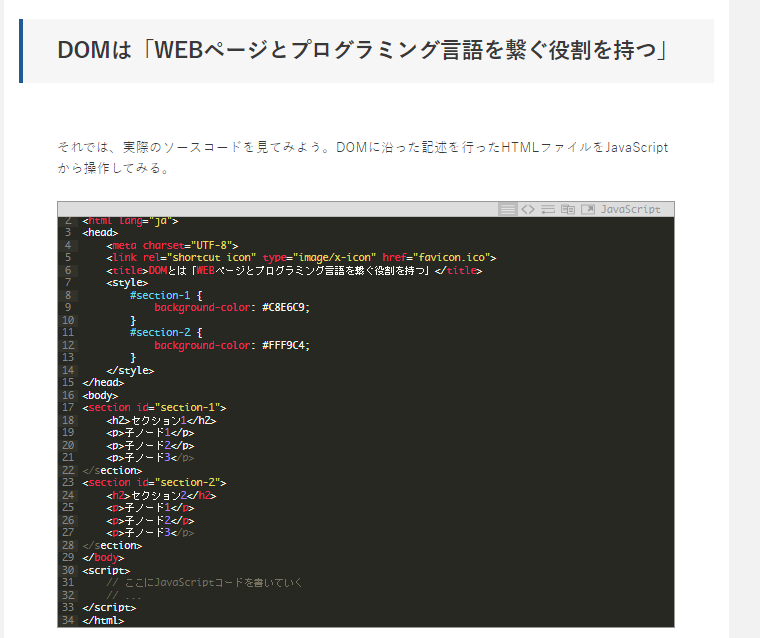 DOMは「WEBページとプログラミング言語を繋ぐ役割を持つ」
それでは、実際のソースコードを見てみよう。DOMに沿った記述を行ったHTMLファイルをJavaScript
から操作してみる。
JavaScript
2 <html lang="ja">
3 <head>
4     <meta charset="UTF-8">
5     <link rel="shortcut icon" type="image/x-icon" href="favicon.ico">
6     <title>DOMとは「WEBページとプログラミング言語を繋ぐ役割を持つ」</title>
7     <style>
8         #section-1 {
9             background-color: #C8E6C9;
10         }
11         #section-2 {
12             background-color: #FFF9C4;
13         }
14     </style>
15 </head>
16 <body>
17 <section id="section-1">
18     <h2>セクション1</h2>
19     <p>子ノード1</p>
20     <p>子ノード2</p>
21     <p>子ノード3</p>
22 </section>
23 <section id="section-2">
24     <h2>セクション2</h2>
25     <p>子ノード1</p>
26     <p>子ノード2</p>
27     <p>子ノード3</p>
28 </section>
29 </body>
30 <script>
31     // ここにJavaScriptコードを書いていく
32     // ...
33 </script>
34 </html>